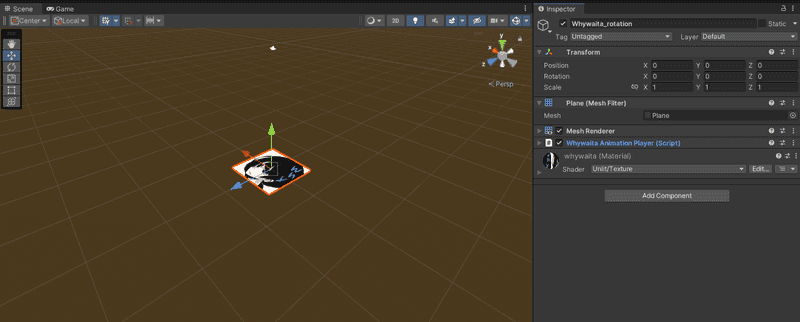 Scene Game
Center Local
2D
y
x
z
Persp
Inspector
Whywaita_rotation Static
Tag Untagged Layer Default
Transform
Position X 0 Y 0 Z 0
Rotation X 0 Y 0 Z 0
Scale X 1 Y 1 Z 1
Plane (Mesh Filter)
Mesh Plane
Mesh Renderer
Whywaita Animation Player (Script)
whywaita (Material)
Shader Unlit/Texture Edit...
Add Component